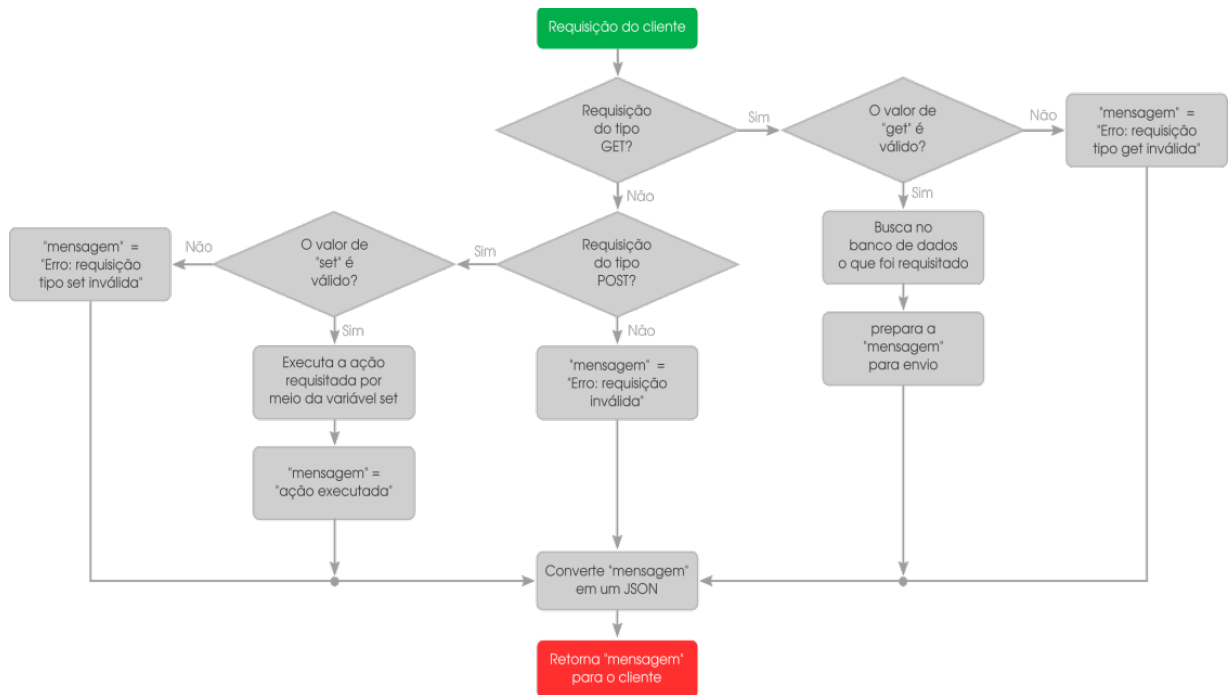 Requisição do cliente
Requisição
do tipo
GET?
Sim
O valor de
"get" é
válido?
Não
"mensagem" =
"Erro: requisição
tipo get inválida"
Não
Sim
"mensagem" =
"Erro: requisição
tipo set inválida"
Não
O valor de
"set" é
válido?
Sim
Requisição
do tipo
POST?
Busca no
banco de dados
o que foi requisitado
Sim
Não
prepara a
"mensagem"
para envio
Executa a ação
requisitada por
meio da variável set
"mensagem" =
"Erro: requisição
inválida"
"mensagem" =
"ação executada"
Converte "mensagem"
em um JSON
Retorna "mensagem"
para o cliente